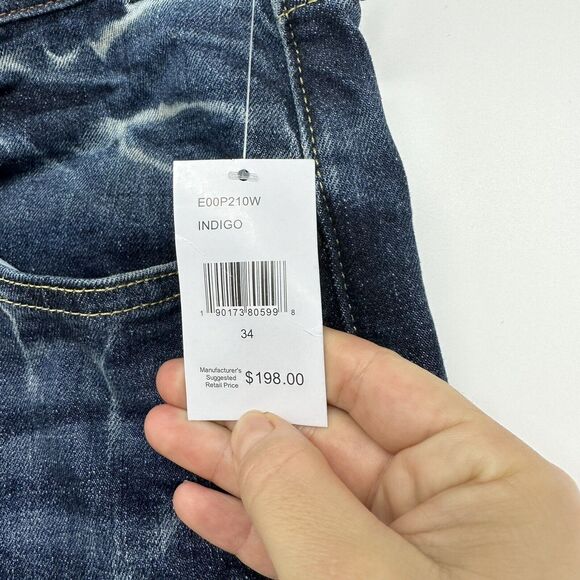 E00P210W
INDIGO
1 90173 80599 8
34
Manufacturer's
Suggested
Retail Price $198.00